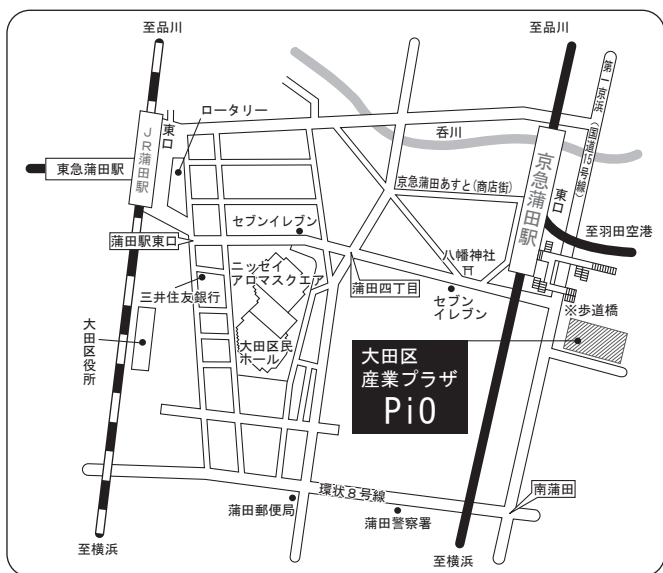 至品川
至品川
第一京浜(国道15号線)
東口
ロータリー
JR蒲田駅
呑川
東急蒲田駅
京急蒲田あすと(商店街)
京急蒲田駅
東口
セブンイレブン
蒲田駅東口
至羽田空港
八幡神社
ニッセイ
アロマスクエア
蒲田四丁目
三井住友銀行
セブン
イレブン
※歩道橋
大田区役所
大田区民
ホール
大田区
産業プラザ
PiO
環状8号線
南蒲田
蒲田郵便局
蒲田警察署
至横浜
至横浜